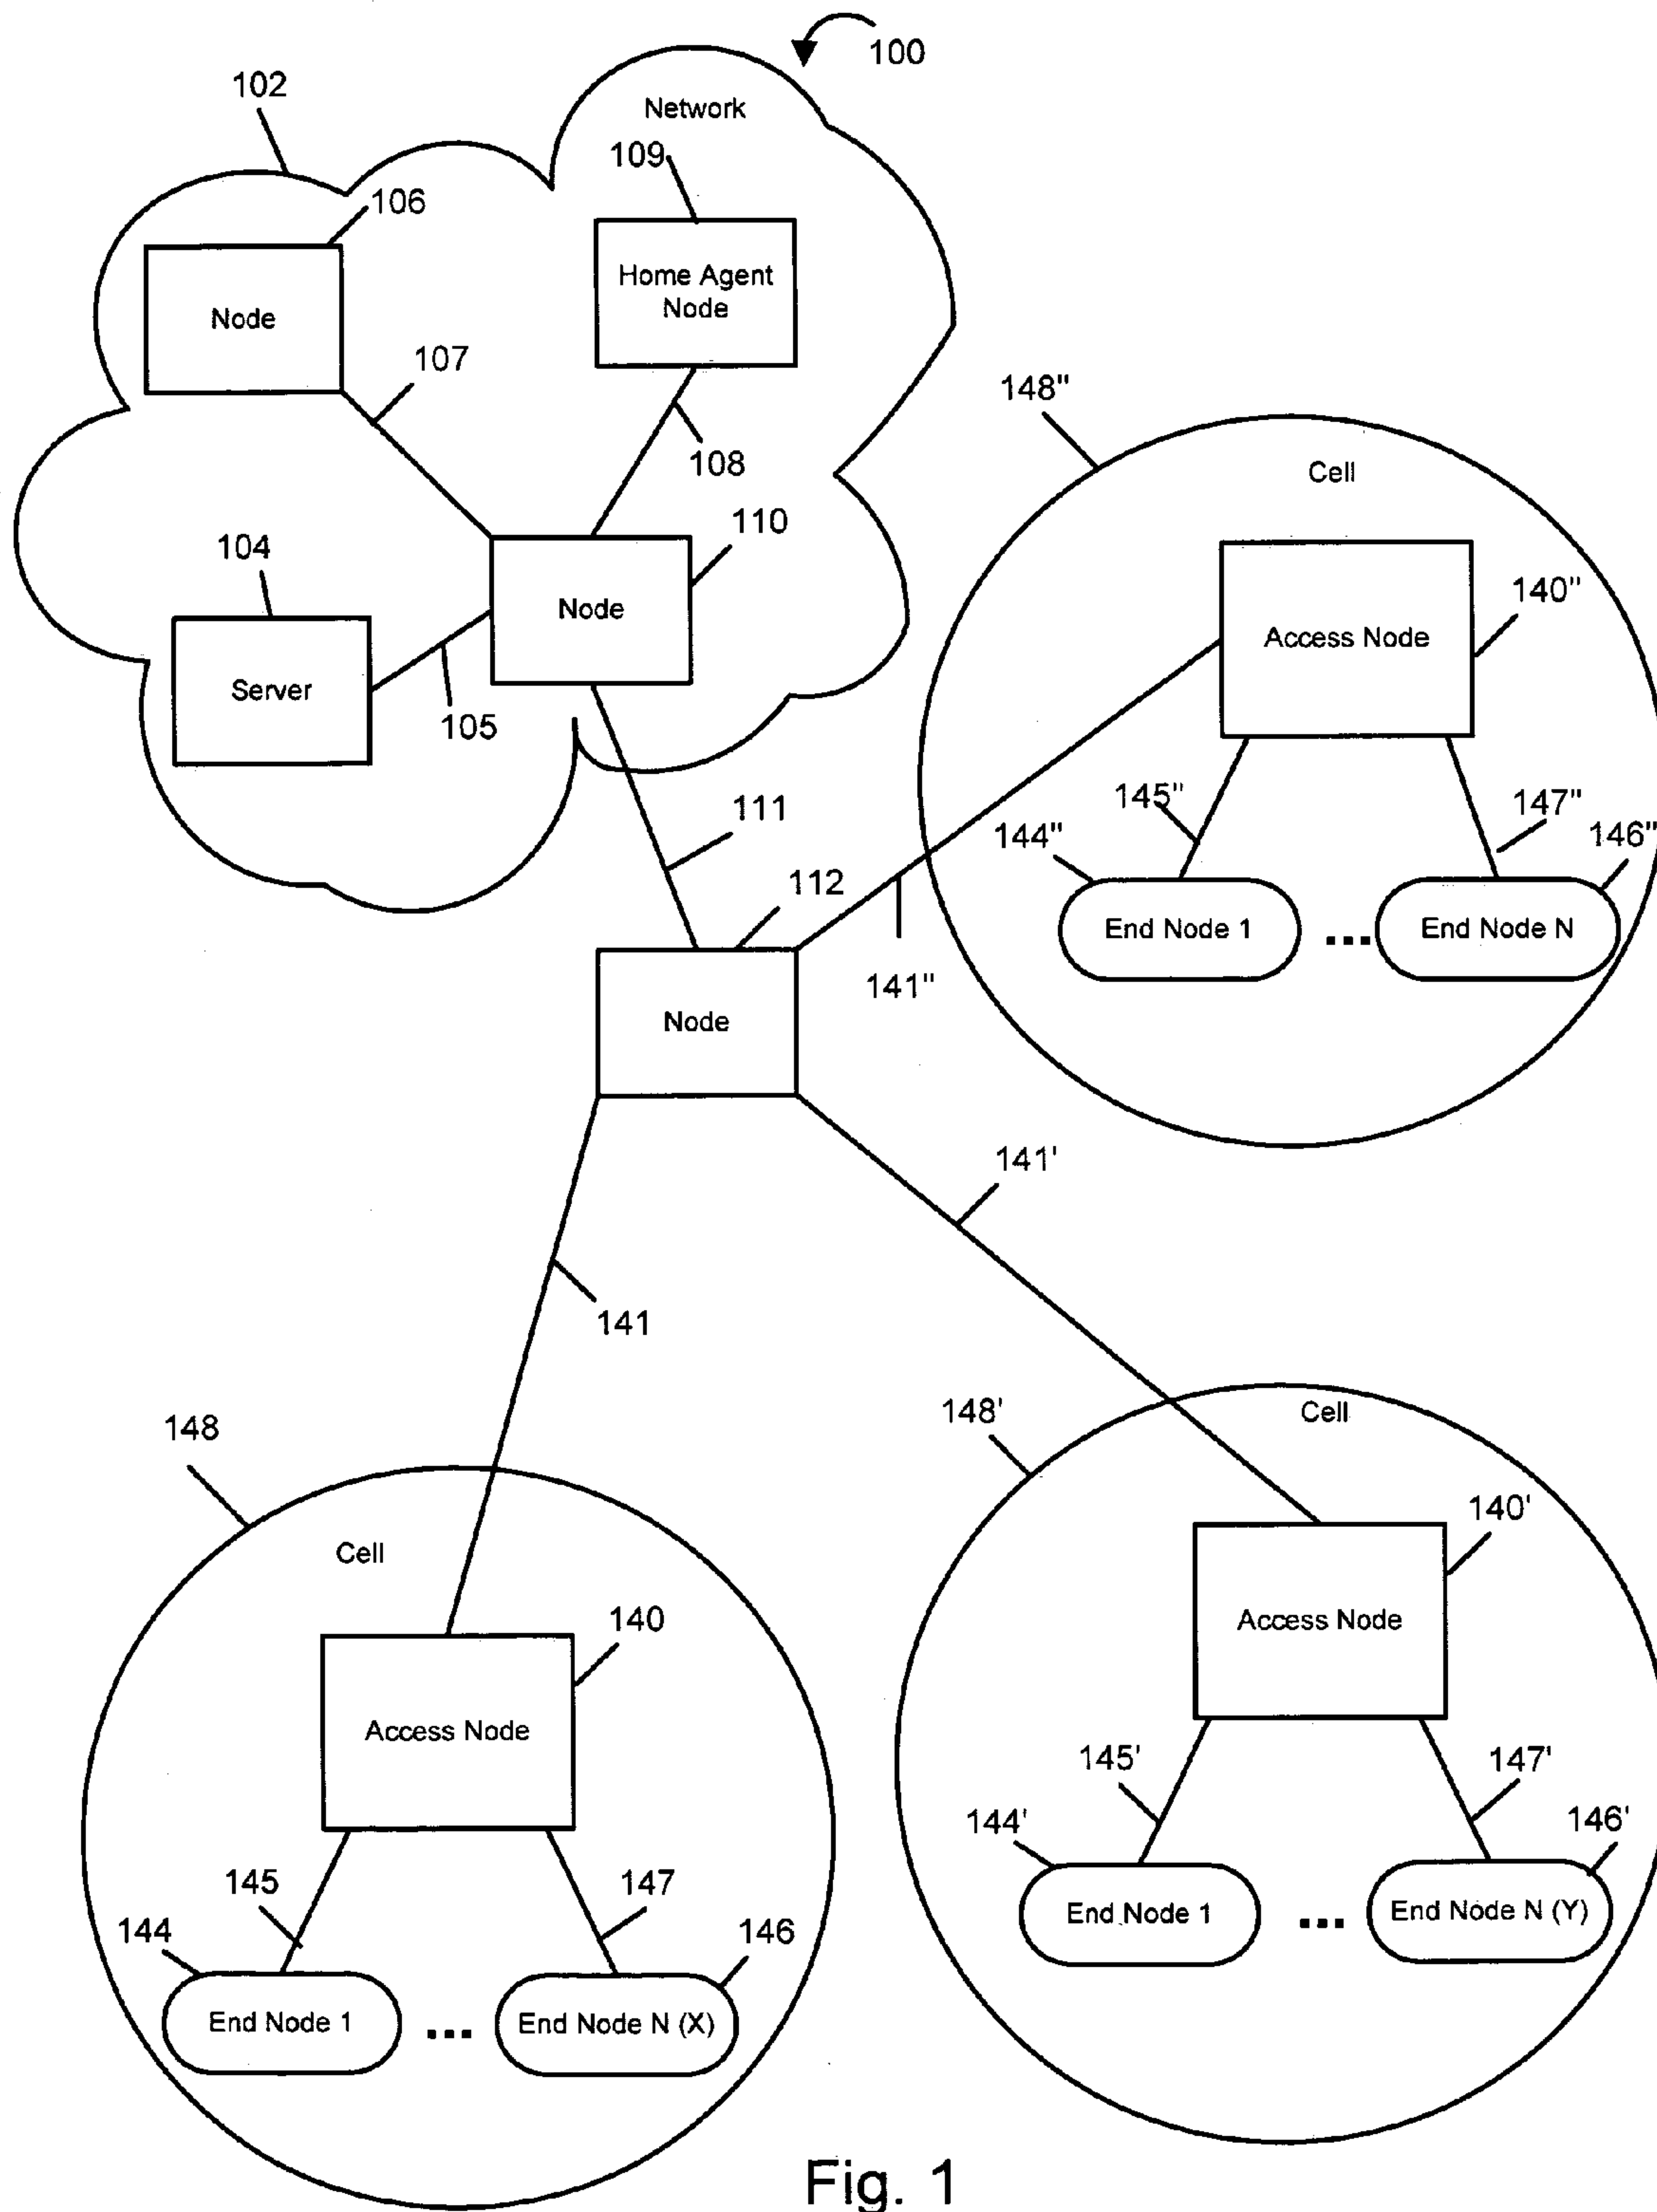 100
102
Network
109
106
Home Agent
Node
Node
107
108
110
104
Node
Server
105
111
112
Node
148"
Cell
140"
Access Node
145"
147"
144"
146"
End Node 1
...
End Node N
141"
141'
141
148
Cell
140
Access Node
145
147
144
146
End Node 1
...
End Node N (X)
148'
Cell
140'
Access Node
145'
147'
144'
146'
End Node 1
...
End Node N (Y)
Fig. 1